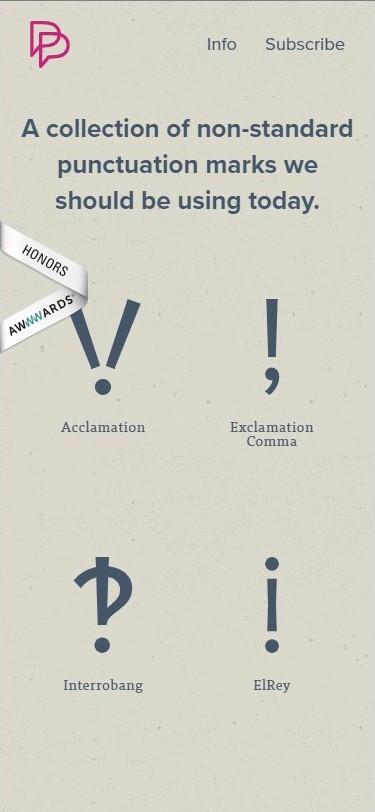 Info Subscribe
A collection of non-standard
punctuation marks we
should be using today.
HONORS
AWWWARDS®
Acclamation
Exclamation
Comma
‽
Interrobang
ElRey